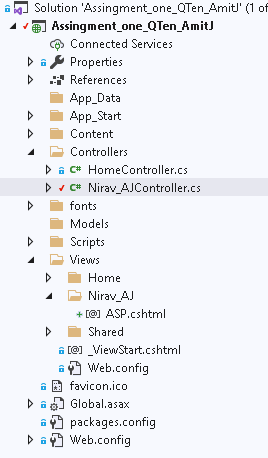 Solution 'Assingment_one_QTen_AmitJ' (1 of
Assingment_one_QTen_AmitJ
Connected Services
Properties
References
App_Data
App_Start
Content
Controllers
C# HomeController.cs
C# Nirav_AJController.cs
fonts
Models
Scripts
Views
Home
Nirav_AJ
[@] ASP.cshtml
Shared
[@] _ViewStart.cshtml
Web.config
favicon.ico
Global.asax
packages.config
Web.config